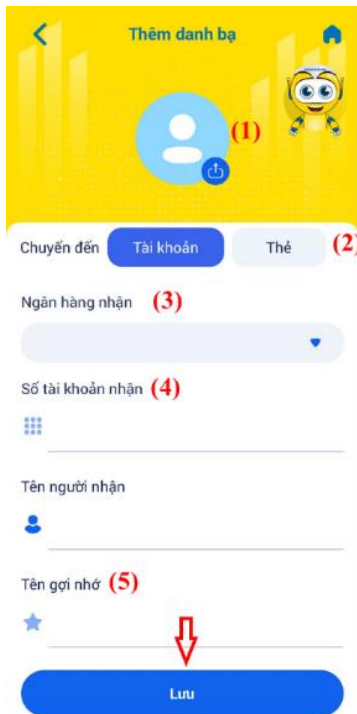 Thêm danh bạ
(1)
Chuyển đến Tài khoản Thẻ (2)
Ngân hàng nhận (3)
Số tài khoản nhận (4)
Tên người nhận
Tên gợi nhớ (5)
Lưu